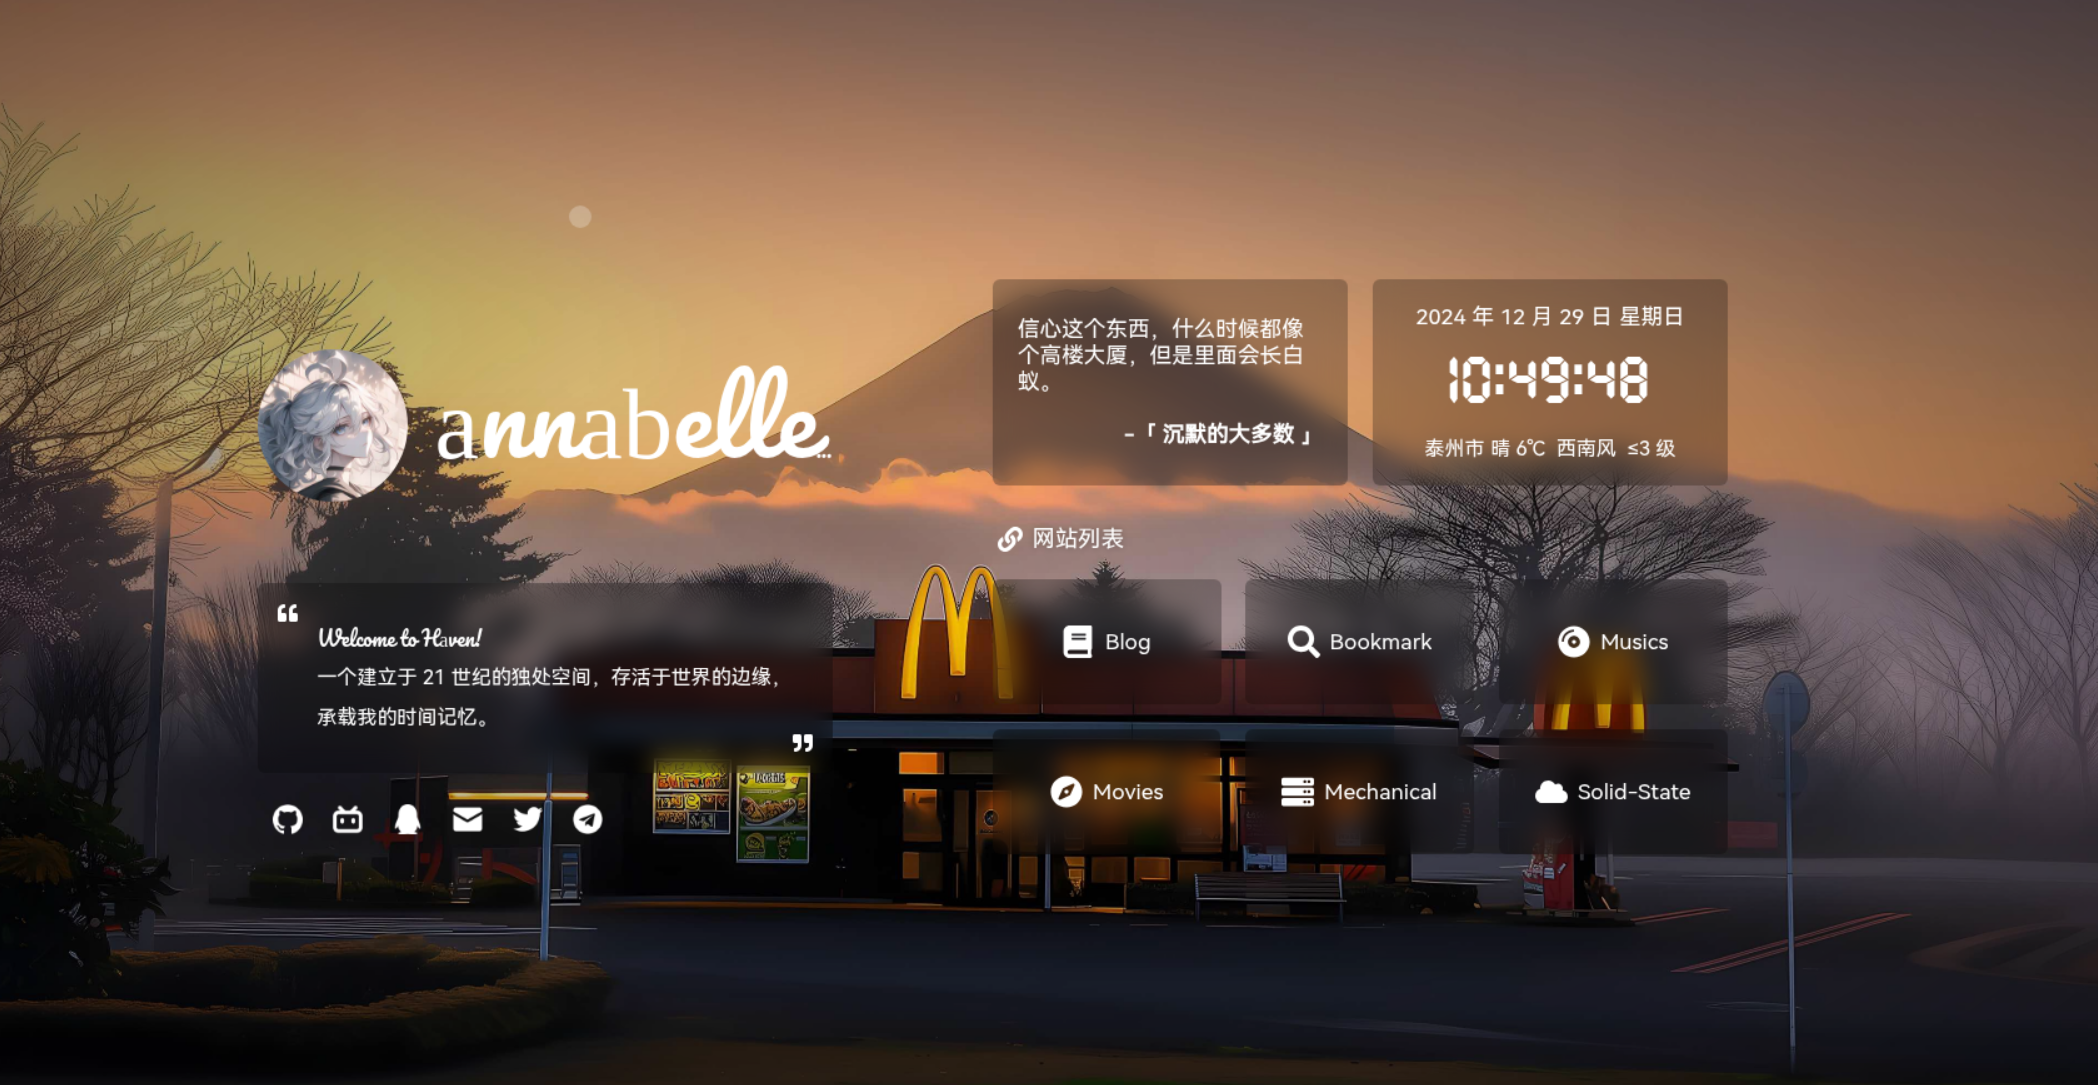 annabelle...
Welcome to Haven!
一个建立于 21 世纪的独处空间，存活于世界的边缘，
承载我的时间记忆。
信心这个东西，什么时候都像
个高楼大厦，但是里面会长白
蚁。
-「 沉默的大多数 」
2024 年 12 月 29 日 星期日
10:49:48
泰州市 晴 6℃ 西南风 ≤3 级
网站列表
Blog
Bookmark
Musics
Movies
Mechanical
Solid-State